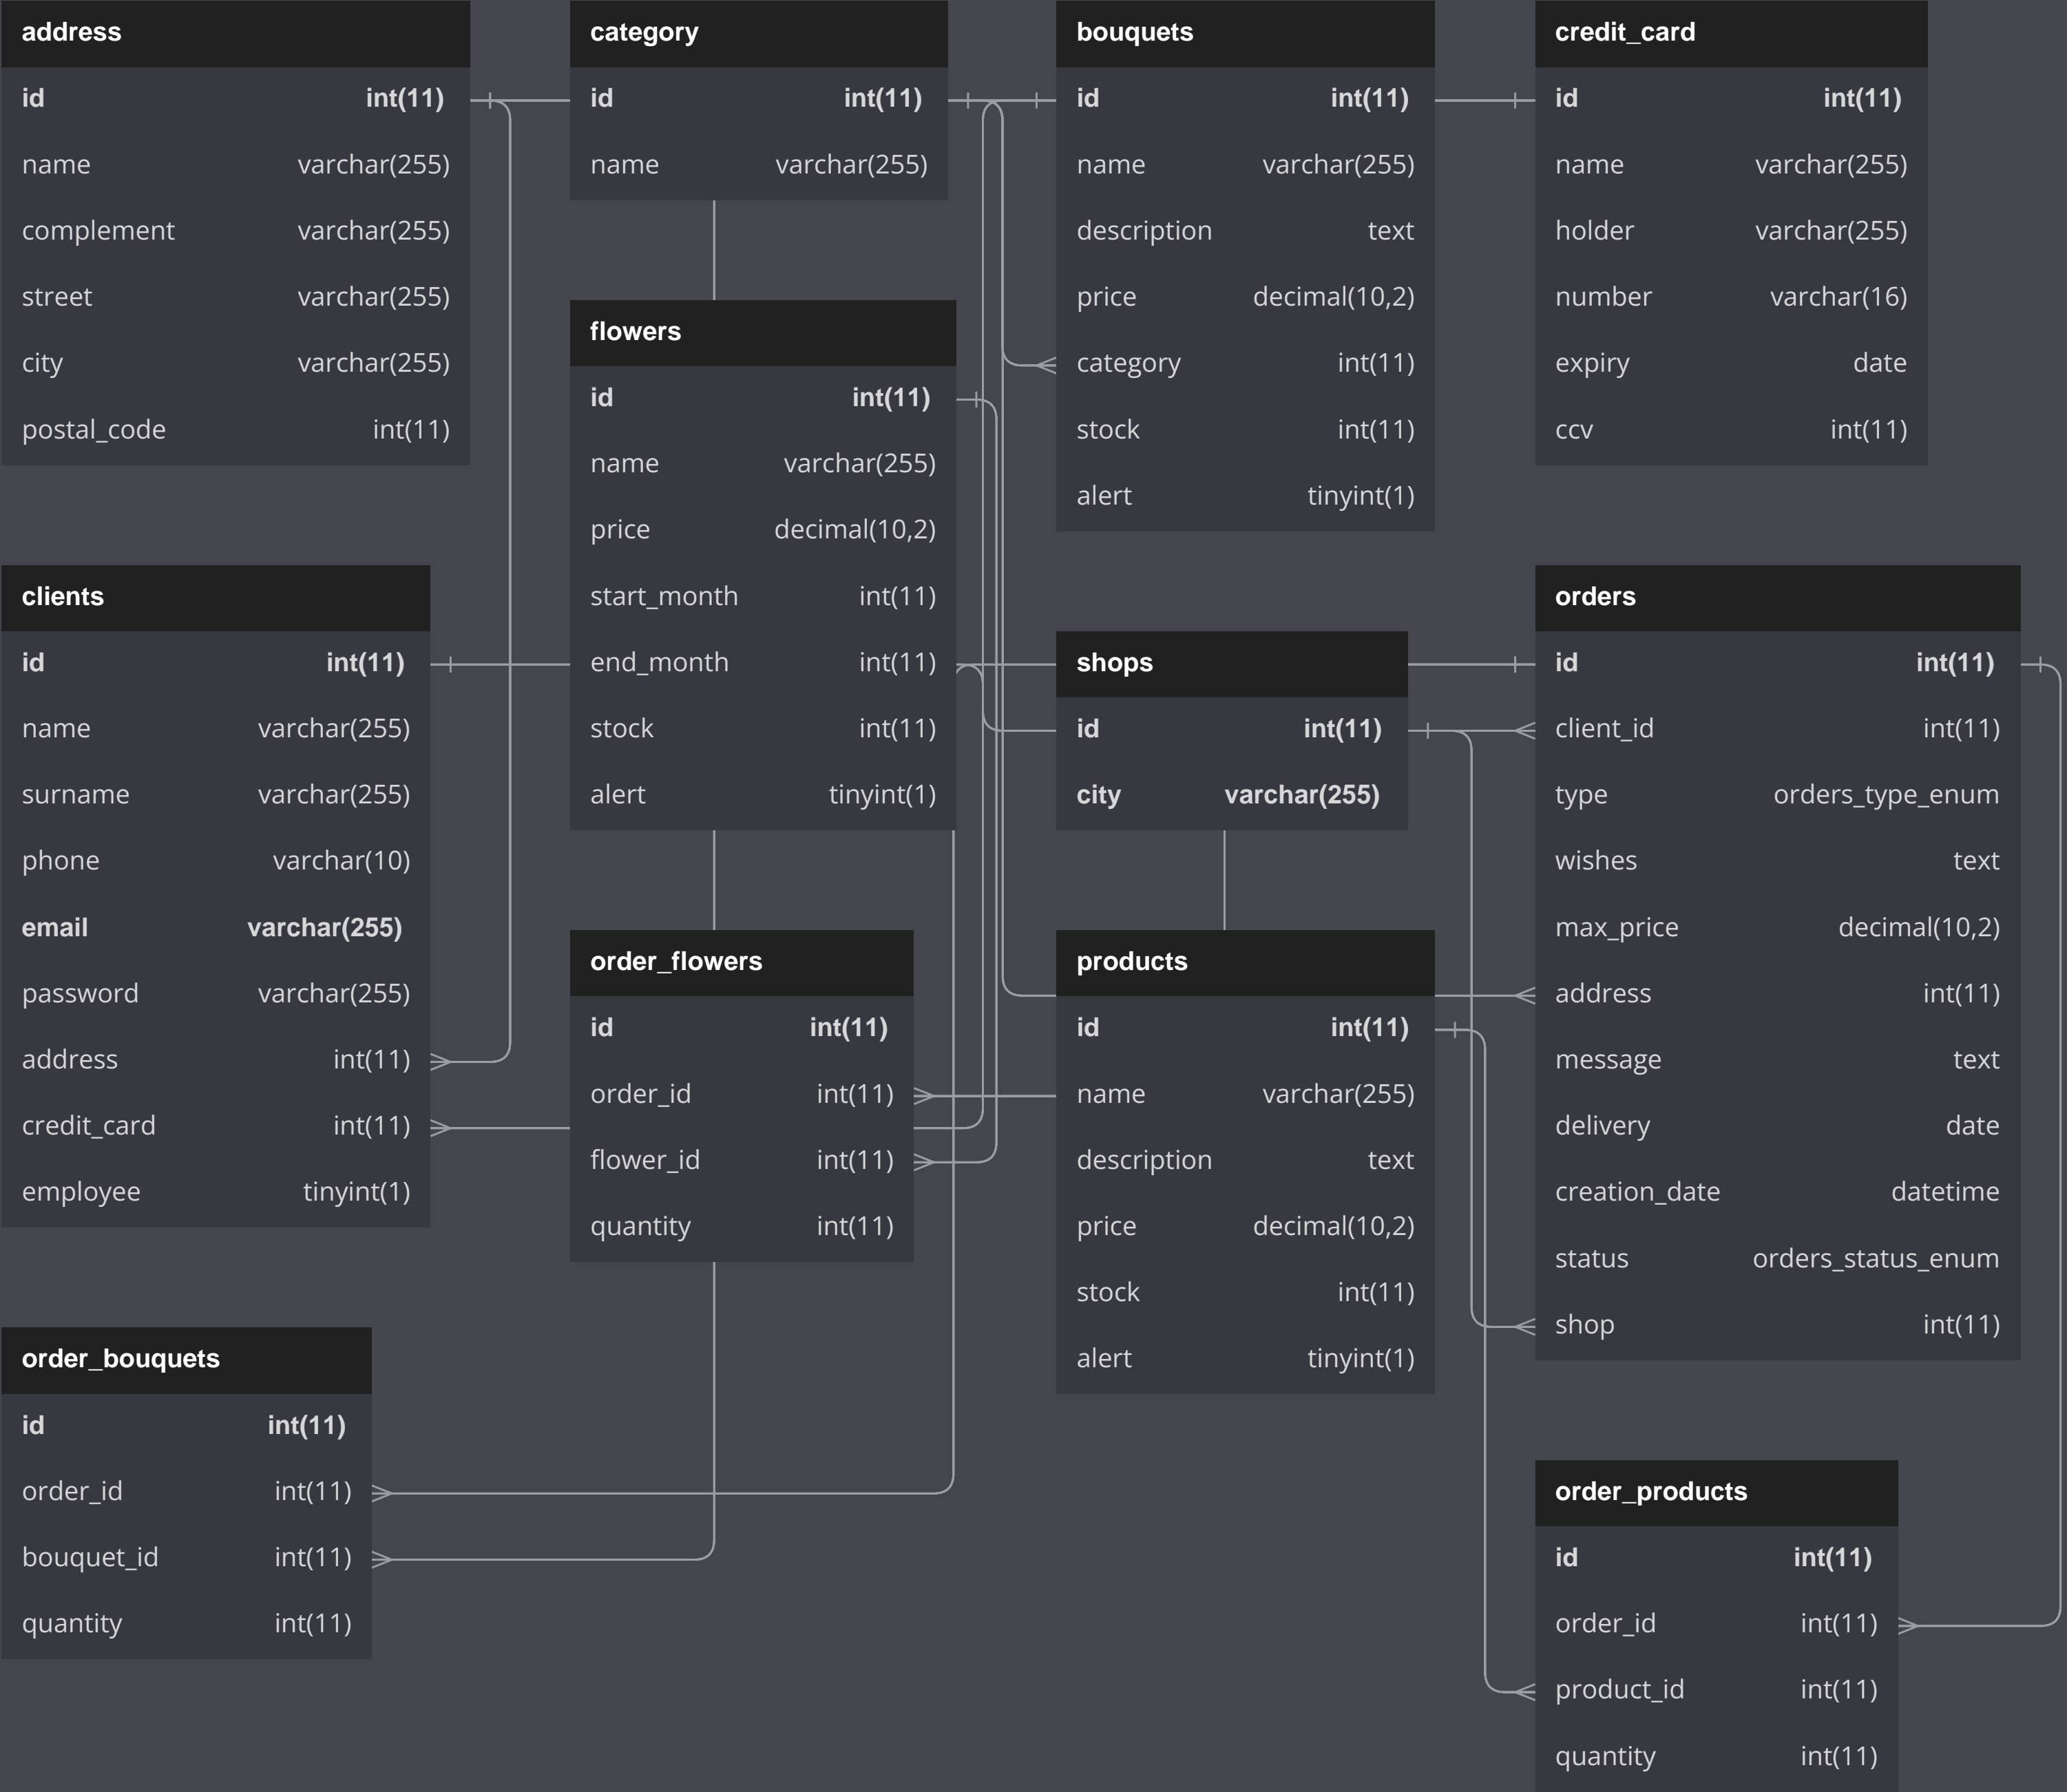 address
id int(11)
name varchar(255)
complement varchar(255)
street varchar(255)
city varchar(255)
postal_code int(11)
category
id int(11)
name varchar(255)
bouquets
id int(11)
name varchar(255)
description text
price decimal(10,2)
category int(11)
stock int(11)
alert tinyint(1)
credit_card
id int(11)
name varchar(255)
holder varchar(255)
number varchar(16)
expiry date
ccv int(11)
flowers
id int(11)
name varchar(255)
price decimal(10,2)
start_month int(11)
end_month int(11)
stock int(11)
alert tinyint(1)
clients
id int(11)
name varchar(255)
surname varchar(255)
phone varchar(10)
email varchar(255)
password varchar(255)
address int(11)
credit_card int(11)
employee tinyint(1)
shops
id int(11)
city varchar(255)
orders
id int(11)
client_id int(11)
type orders_type_enum
wishes text
max_price decimal(10,2)
address int(11)
message text
delivery date
creation_date datetime
status orders_status_enum
shop int(11)
order_flowers
id int(11)
order_id int(11)
flower_id int(11)
quantity int(11)
products
id int(11)
name varchar(255)
description text
price decimal(10,2)
stock int(11)
alert tinyint(1)
order_bouquets
id int(11)
order_id int(11)
bouquet_id int(11)
quantity int(11)
order_products
id int(11)
order_id int(11)
product_id int(11)
quantity int(11)